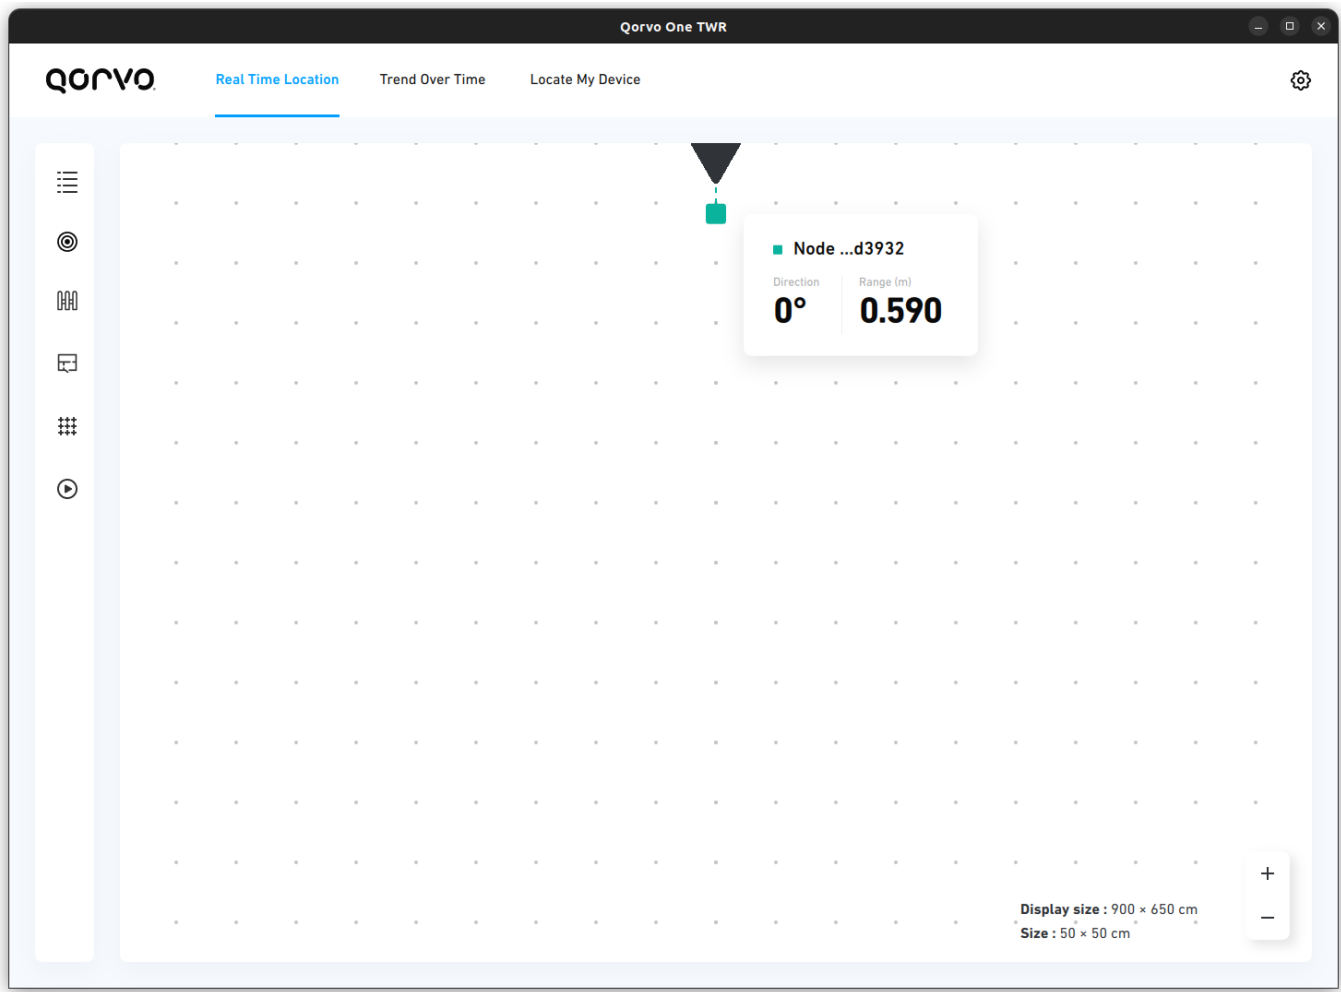 Qorvo One TWR
QORVO
Real Time Location
Trend Over Time
Locate My Device
Node ...d3932
Direction
Range (m)
0°
0.590
+
Display size : 900 × 650 cm
Size : 50 × 50 cm
−